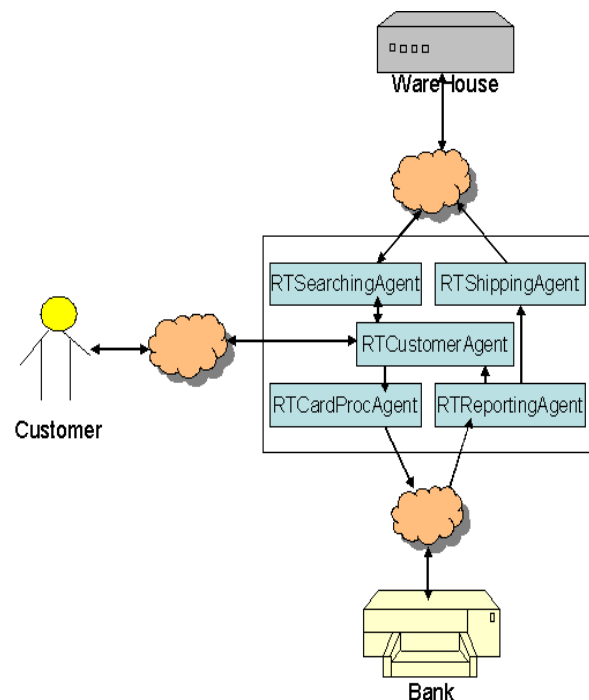 WareHouse
RTSearchingAgent
RTShippingAgent
RTCustomerAgent
RTCardProcAgent
RTReportingAgent
Customer
Bank